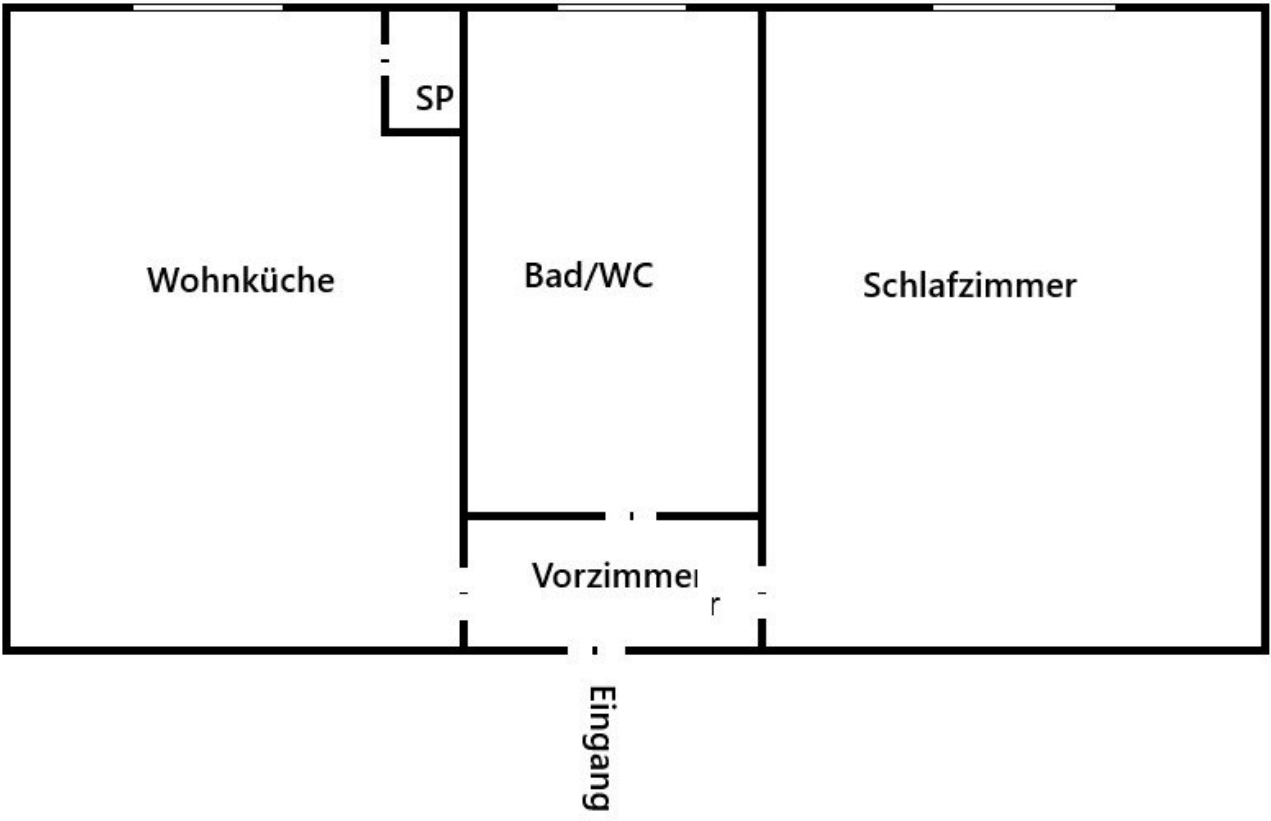 SP
Wohnküche
Bad/WC
Schlafzimmer
Vorzimmer
r
Eingang